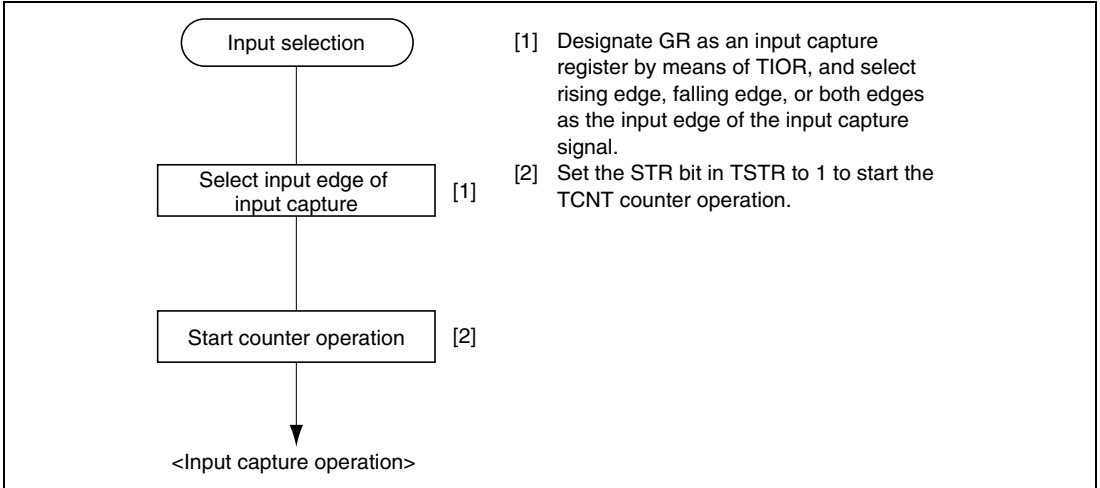 Input selection
Select input edge of
input capture
[1]
Start counter operation
[2]
<Input capture operation>
[1] Designate GR as an input capture
register by means of TIOR, and select
rising edge, falling edge, or both edges
as the input edge of the input capture
signal.
[2] Set the STR bit in TSTR to 1 to start the
TCNT counter operation.